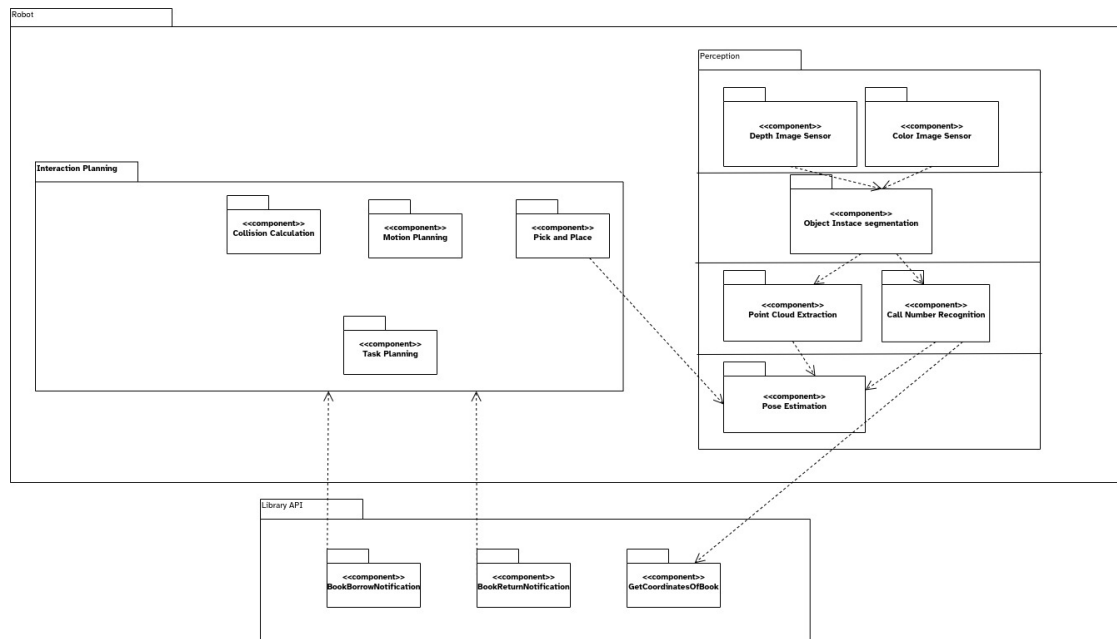 Robot
Perception
<<component>>
Depth Image Sensor
<<component>>
Color Image Sensor
Interaction Planning
<<component>>
Collision Calculation
<<component>>
Motion Planning
<<component>>
Pick and Place
<<component>>
Object Instace segmentation
<<component>>
Point Cloud Extraction
<<component>>
Call Number Recognition
<<component>>
Task Planning
<<component>>
Pose Estimation
Library API
<<component>>
BookBorrowNotification
<<component>>
BookReturnNotification
<<component>>
GetCoordinatesOfBook